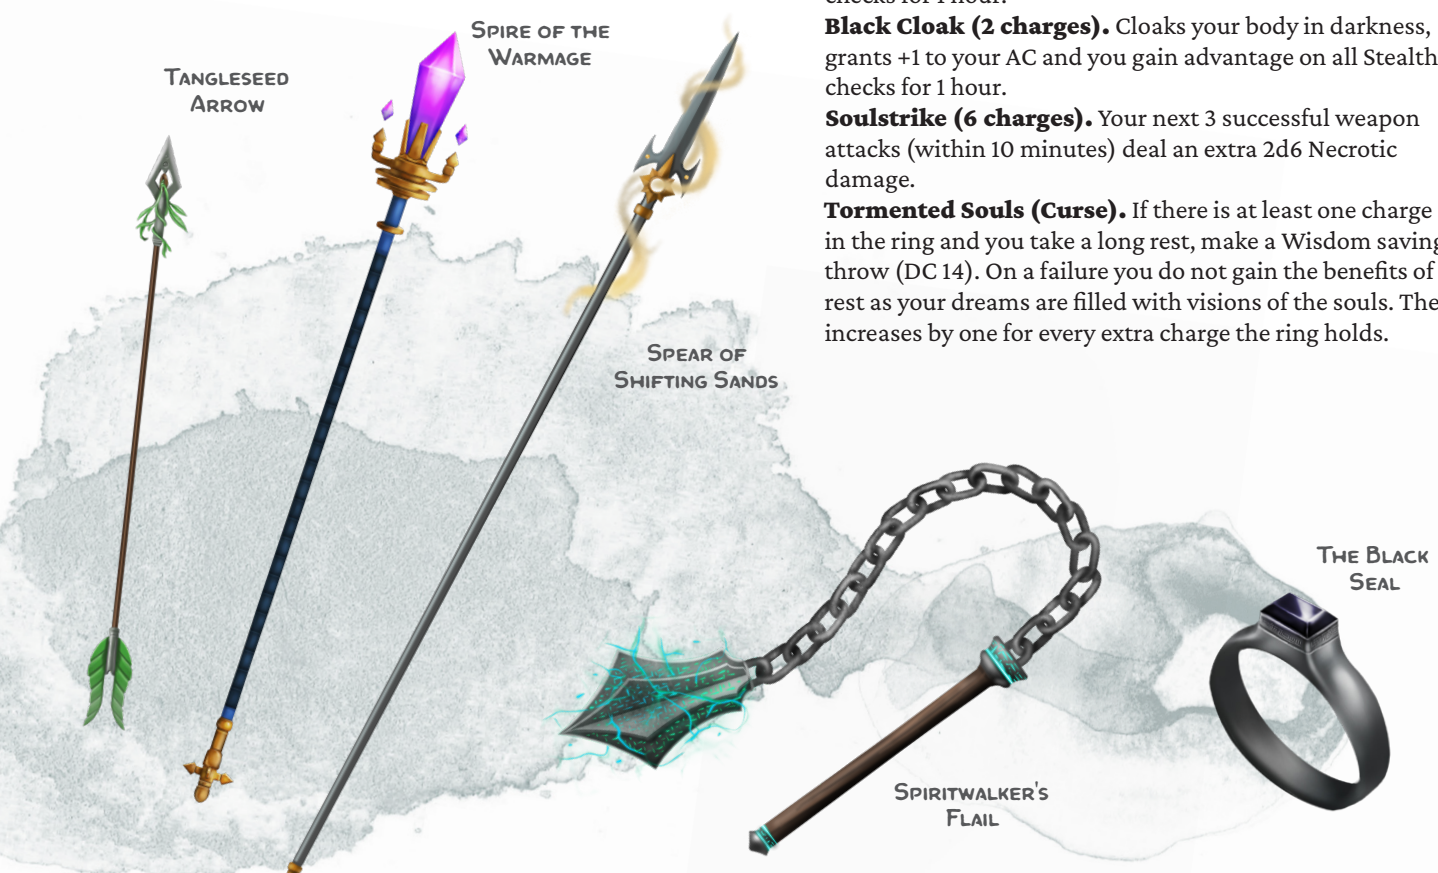 checks for 1 hour.
Black Cloak (2 charges). Cloaks your body in darkness,
grants +1 to your AC and you gain advantage on all Stealth
checks for 1 hour.
Soulstrike (6 charges). Your next 3 successful weapon
attacks (within 10 minutes) deal an extra 2d6 Necrotic
damage.
Tormented Souls (Curse). If there is at least one charge
in the ring and you take a long rest, make a Wisdom saving
throw (DC 14). On a failure you do not gain the benefits of
rest as your dreams are filled with visions of the souls. The
increases by one for every extra charge the ring holds.
Tangleseed
Arrow
Spire of the
Warmage
Spear of
Shifting Sands
Spiritwalker's
Flail
The Black
Seal